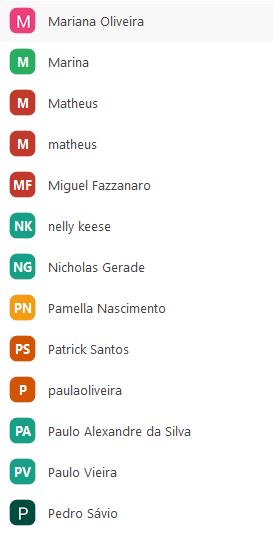 M Mariana Oliveira
M Marina
M Matheus
M matheus
MF Miguel Fazzanaro
NK nelly keese
NG Nicholas Gerade
PN Pamella Nascimento
PS Patrick Santos
P paulaoliveira
PA Paulo Alexandre da Silva
PV Paulo Vieira
P Pedro Sávio